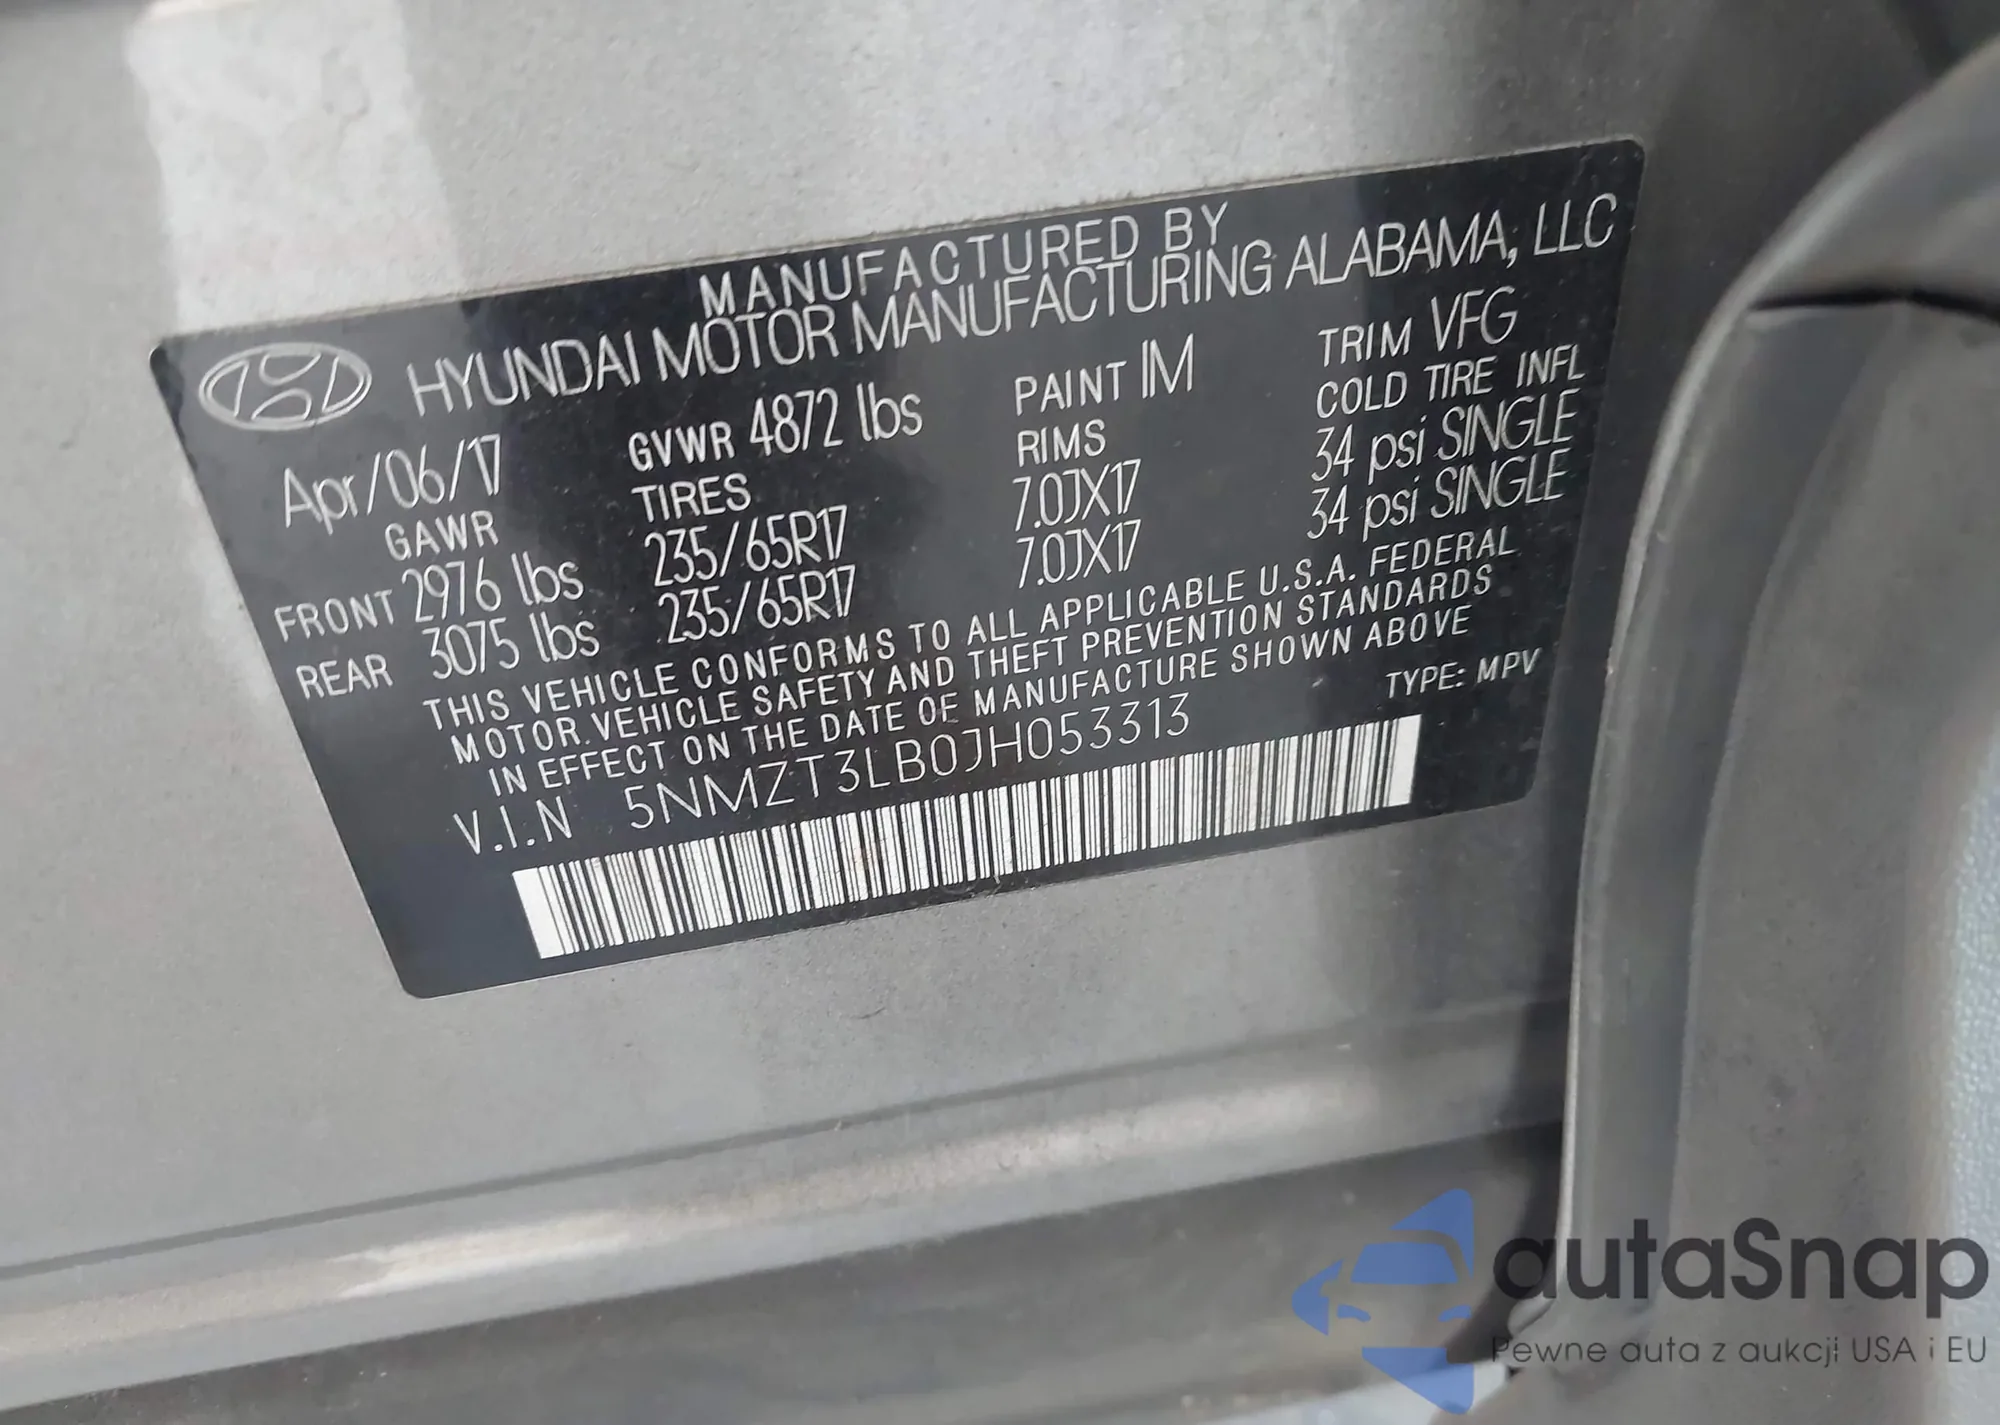 MANUFACTURED BY
HYUNDAI MOTOR MANUFACTURING ALABAMA, LLC
Apr/06/17 GVWR 4872 lbs PAINT IM TRIM VFG
GAWR TIRES RIMS COLD TIRE INFL
FRONT 2976 lbs 235/65R17 7.0JX17 34 psi SINGLE
REAR 3075 lbs 235/65R17 7.0JX17 34 psi SINGLE
THIS VEHICLE CONFORMS TO ALL APPLICABLE U.S.A. FEDERAL
MOTOR VEHICLE SAFETY AND THEFT PREVENTION STANDARDS
IN EFFECT ON THE DATE OF MANUFACTURE SHOWN ABOVE
V.I.N 5NMZT3LB0JH053313 TYPE: MPV
autaSnap
Pewne auta z aukcji USA i EU